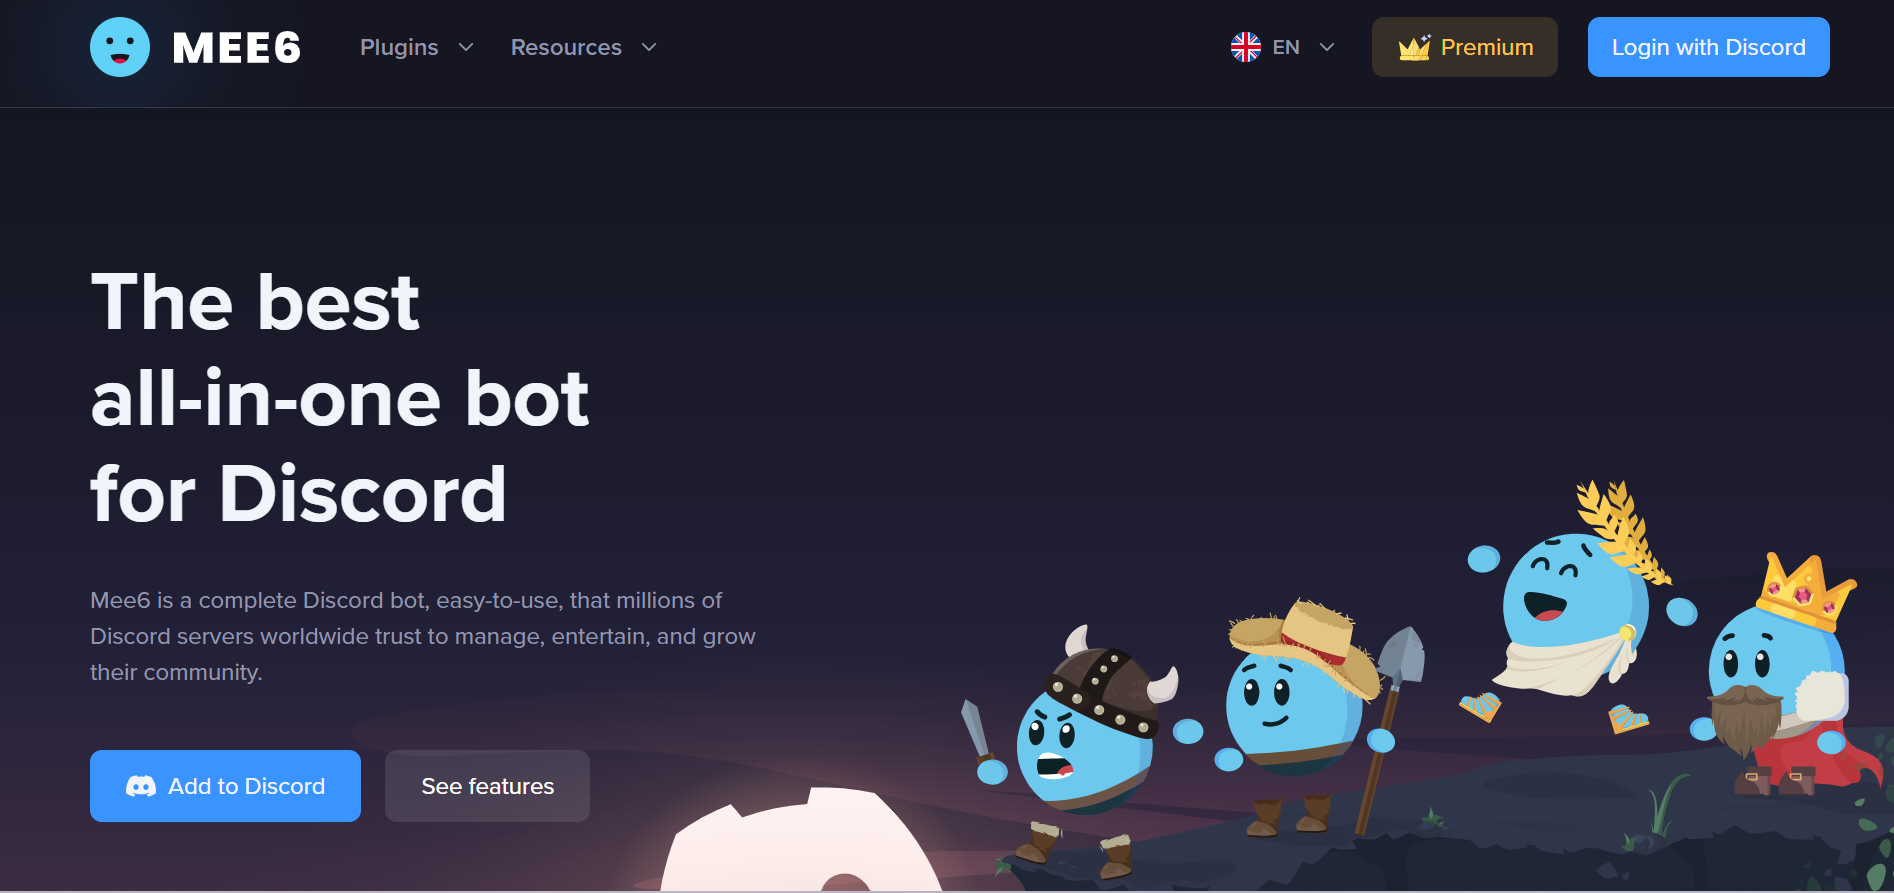 MEE6
Plugins
Resources
EN
Premium
Login with Discord
The best
all-in-one bot
for Discord
Mee6 is a complete Discord bot, easy-to-use, that millions of
Discord servers worldwide trust to manage, entertain, and grow
their community.
Add to Discord
See features